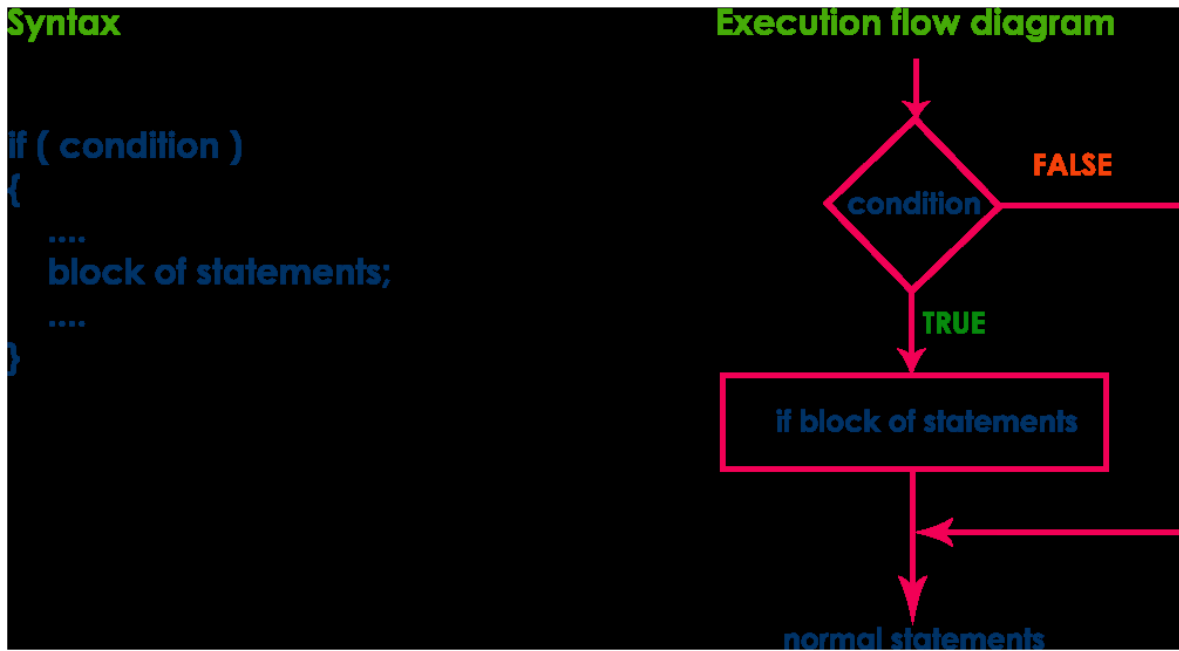 Syntax
if ( condition )
{
....
block of statements;
....
}
Execution flow diagram
condition
FALSE
TRUE
if block of statements
normal statements